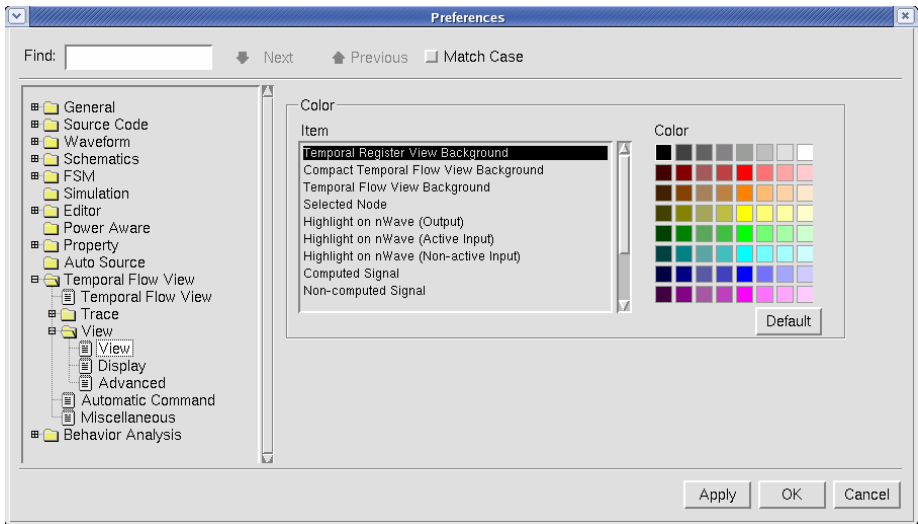 Preferences
Find:
Next
Previous
Match Case
General
Source Code
Waveform
Schematics
FSM
Simulation
Editor
Power Aware
Property
Auto Source
Temporal Flow View
Temporal Flow View
Trace
View
View
Display
Advanced
Automatic Command
Miscellaneous
Behavior Analysis
Color
Item
Temporal Register View Background
Compact Temporal Flow View Background
Temporal Flow View Background
Selected Node
Highlight on nWave (Output)
Highlight on nWave (Active Input)
Highlight on nWave (Non-active Input)
Computed Signal
Non-computed Signal
Color
Default
Apply
OK
Cancel